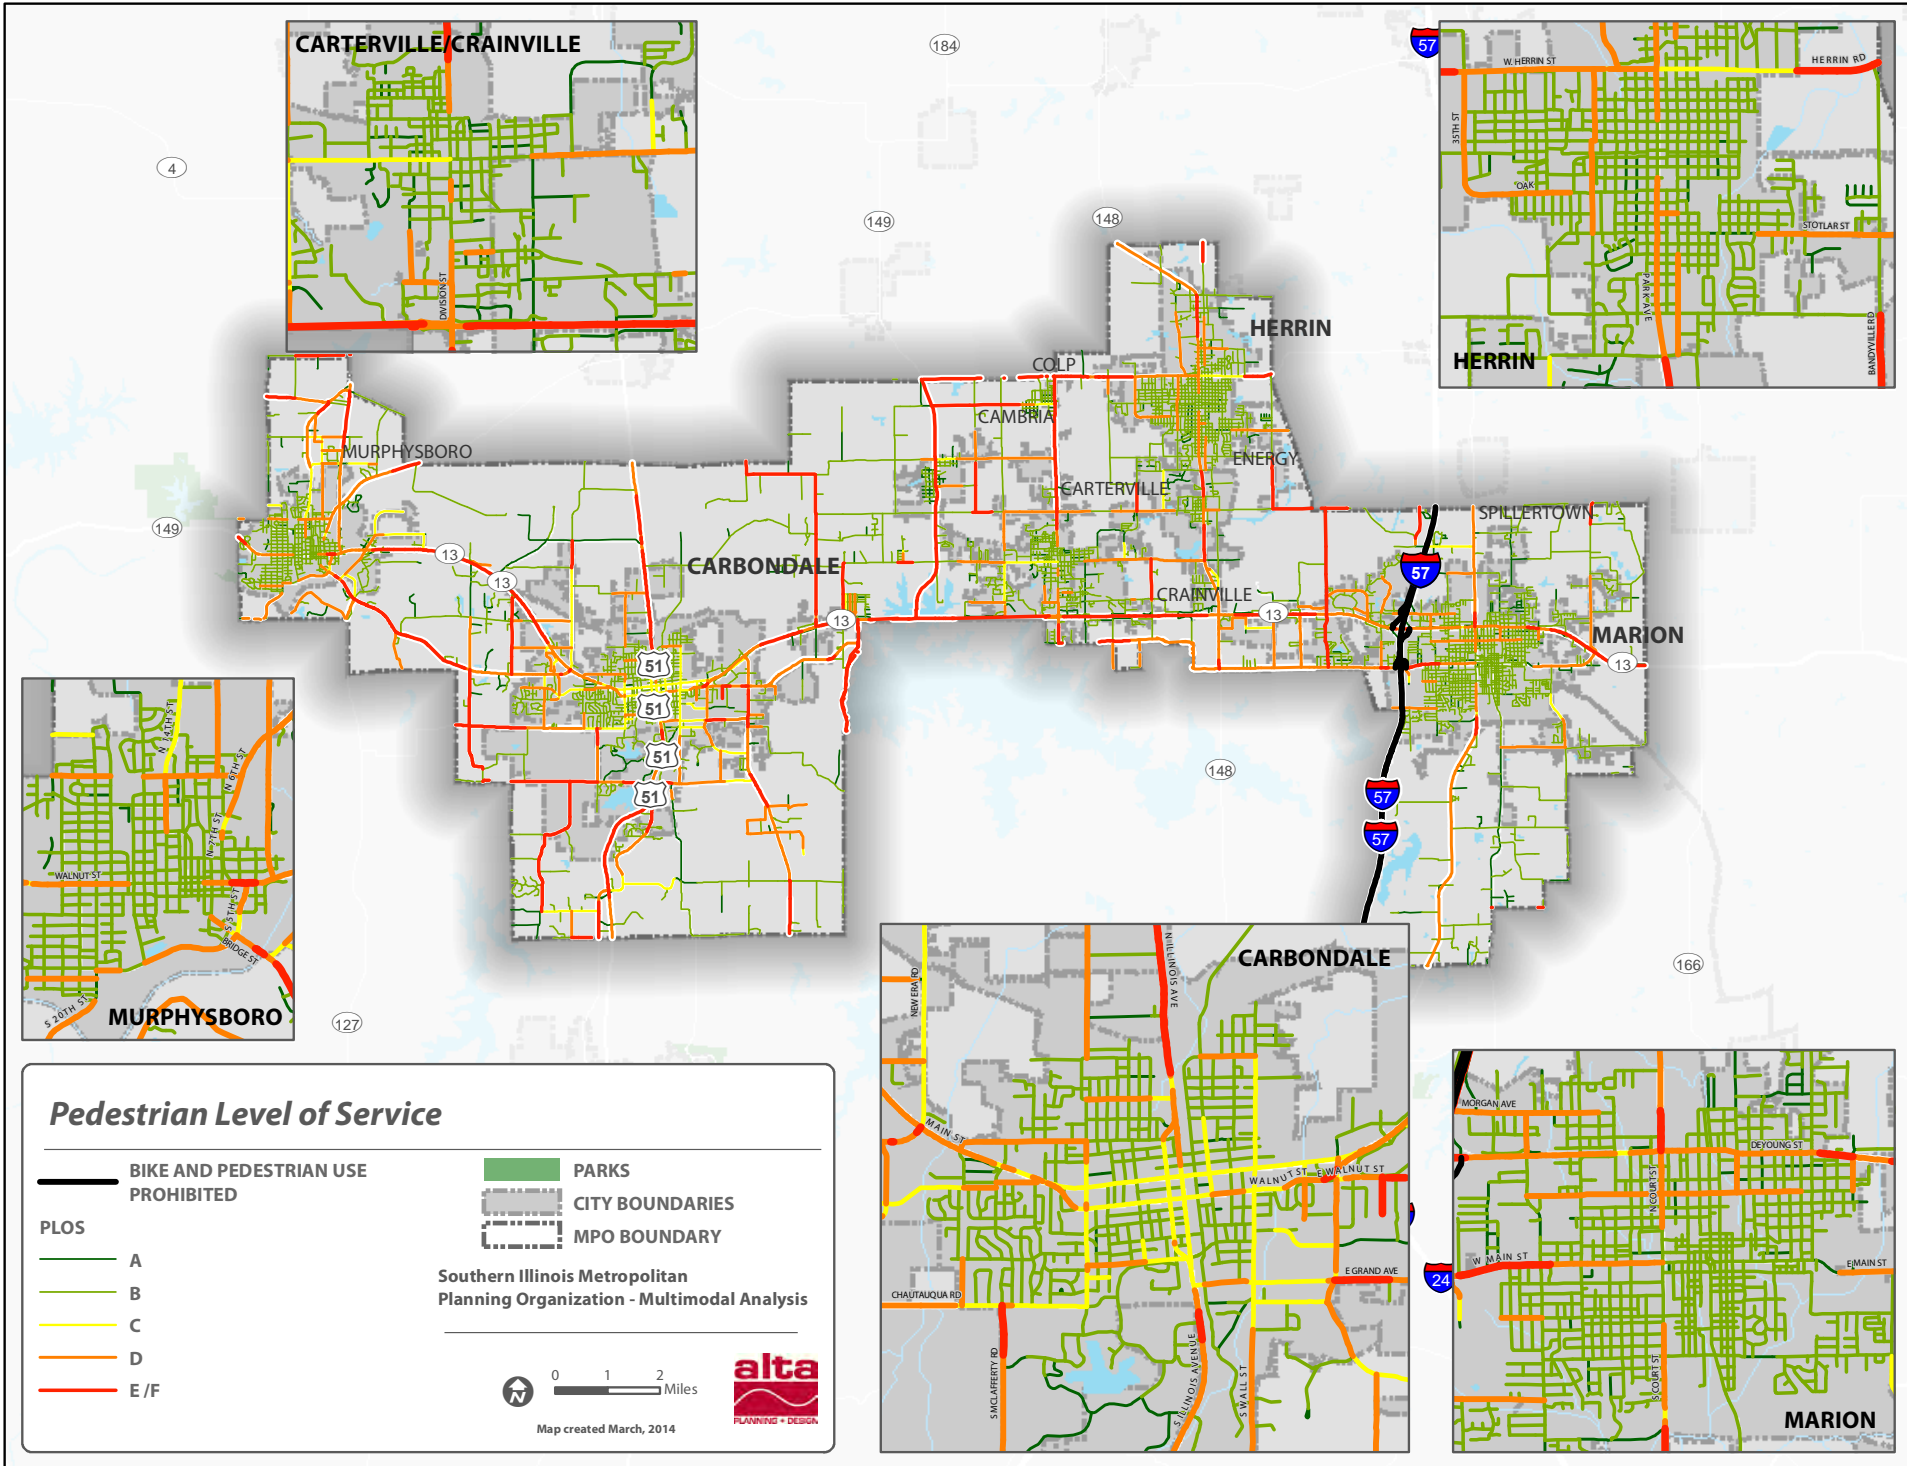 CARTERVILLE/CRAINVILLE
DIVISION ST
184
57
W. HERRIN ST
HERRIN RD
35TH ST
OAK
STOTLAR ST
PARK AVE
BANDYVILLE RD
HERRIN
4
149
148
HERRIN
COLP
CAMBRIA
MURPHYSBORO
ENERGY
CARTERVILLE
SPILLERTOWN
149
13
13
CARBONDALE
57
CRAINVILLE
13
13
MARION
13
51
51
51
51
148
57
57
166
127
N 14TH ST
N 6TH ST
N 7TH ST
WALNUT ST
S 5TH ST
BRIDGE ST
S 20TH ST
MURPHYSBORO
CARBONDALE
NEW ERA RD
N ILLINOIS AVE
MAIN ST
WALNUT ST
E WALNUT ST
E GRAND AVE
CHAUTAUQUA RD
S MCLAFFERTY RD
S ILLINOIS AVENUE
S WALL ST
24
MORGAN AVE
DEYOUNG ST
N COURT ST
W MAIN ST
E MAIN ST
S COURT ST
MARION
Pedestrian Level of Service
BIKE AND PEDESTRIAN USE
PROHIBITED
PLOS
A
B
C
D
E /F
PARKS
CITY BOUNDARIES
MPO BOUNDARY
Southern Illinois Metropolitan
Planning Organization - Multimodal Analysis
N
0 1 2
Miles
Map created March, 2014
alta
PLANNING + DESIGN